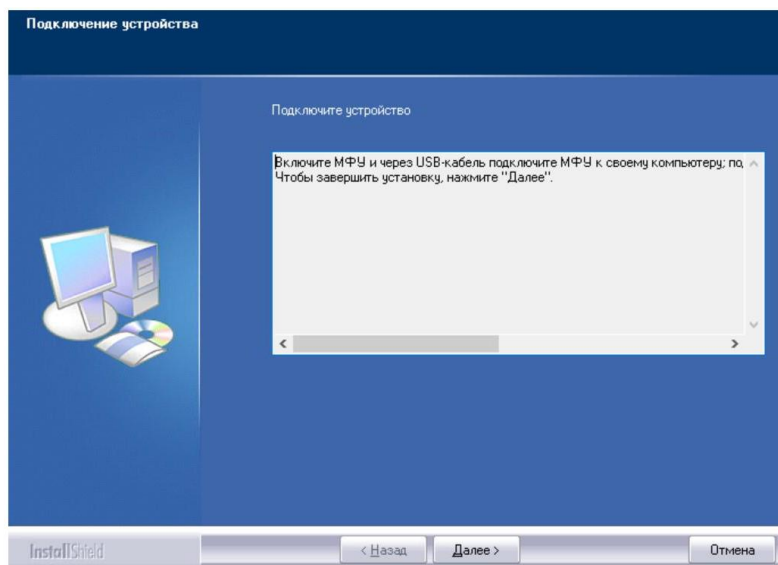 Подключение устройства
Подключите устройство
Включите МФУ и через USB-кабель подключите МФУ к своему компьютеру;
Чтобы завершить установку, нажмите "Далее".
InstallShield
< Назад
Далее >
Отмена